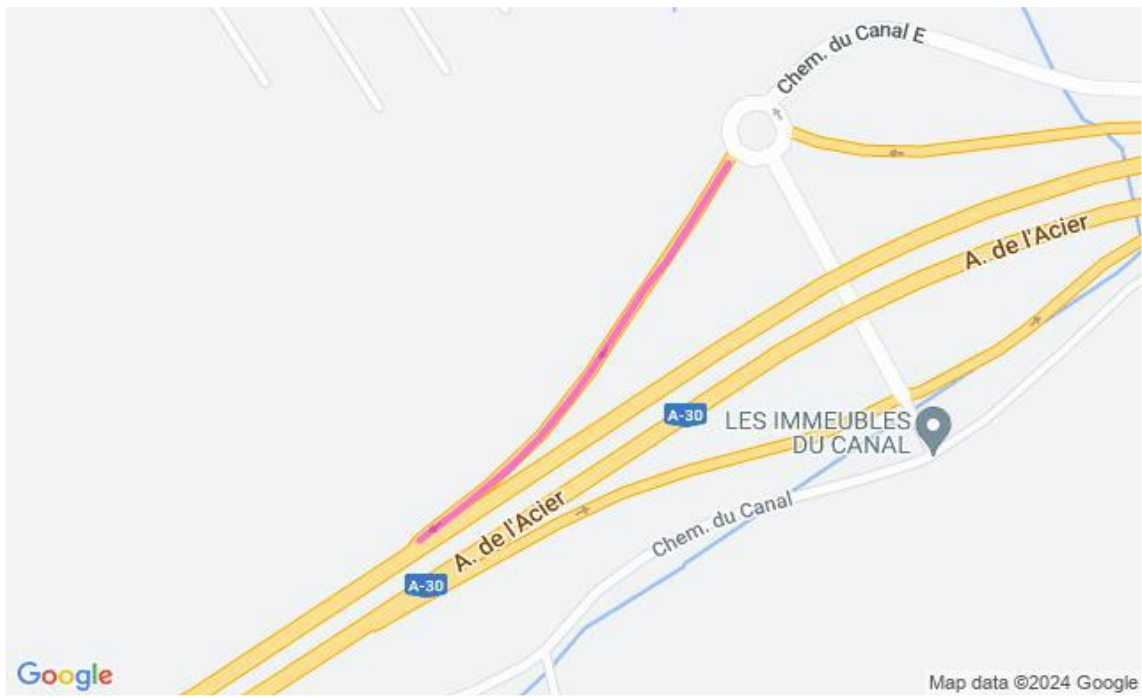 Chem. du Canal E
A. de l'Acier
A-30
LES IMMEUBLES
DU CANAL
A. de l'Acier
Chem. du Canal
A-30
Google
Map data ©2024 Google